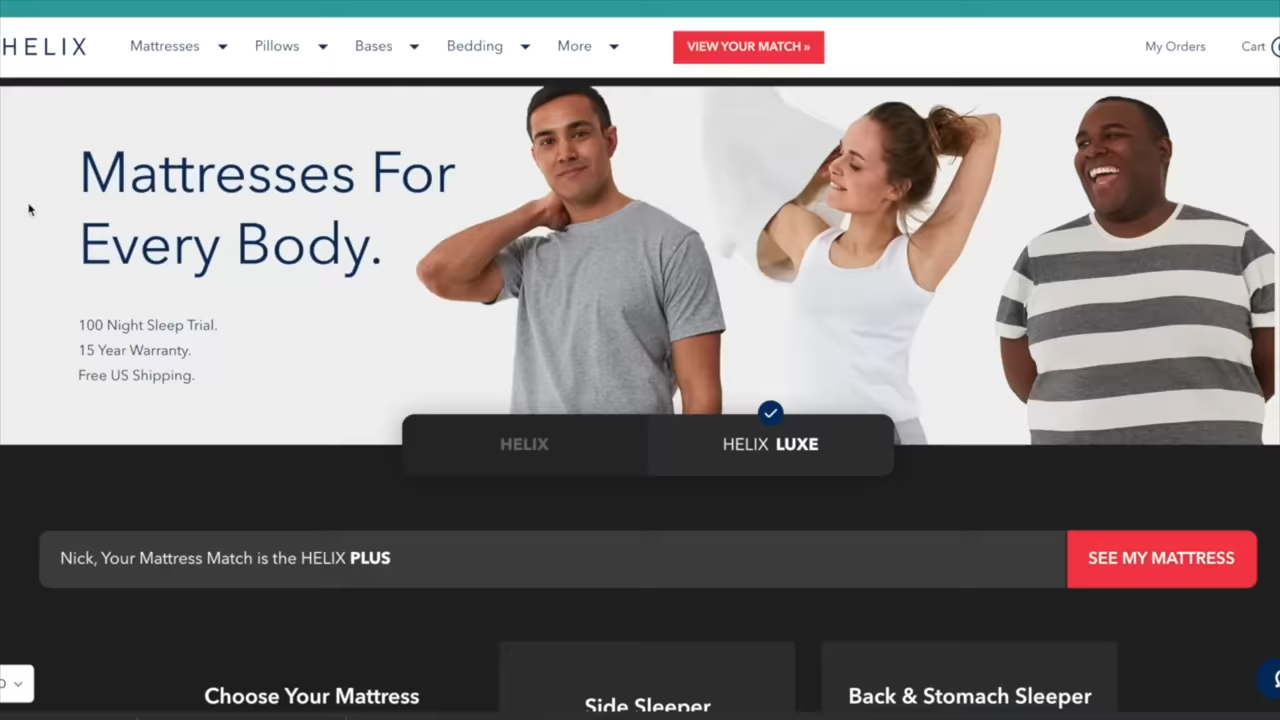 HELIX
Mattresses
Pillows
Bases
Bedding
More
VIEW YOUR MATCH »
My Orders
Cart
Mattresses For
Every Body.
100 Night Sleep Trial.
15 Year Warranty.
Free US Shipping.
HELIX
HELIX LUXE
Nick, Your Mattress Match is the HELIX PLUS
SEE MY MATTRESS
Choose Your Mattress
Side Sleeper
Back & Stomach Sleeper